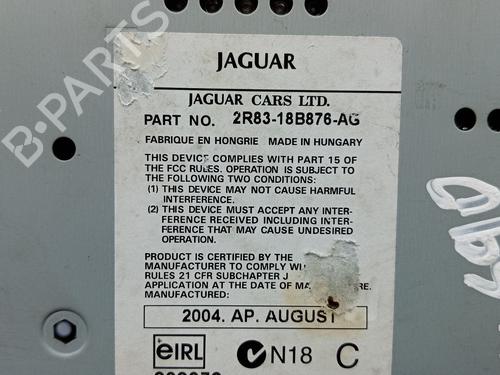 B-PARTS
JAGUAR
JAGUAR CARS LTD.
PART NO. 2R83-18B876-AG
FABRIQUE EN HONGRIE MADE IN HUNGARY
THIS DEVICE COMPLIES WITH PART 15 OF
THE FCC RULES. OPERATION IS SUBJECT TO
THE FOLLOWING TWO CONDITIONS:
(1) THIS DEVICE MAY NOT CAUSE HARMFUL
INTERFERENCE.
(2) THIS DEVICE MUST ACCEPT ANY INTER-
FERENCE RECEIVED INCLUDING INTER-
FERENCE THAT MAY CAUSE UNDESIRED
OPERATION.
PRODUCT IS CERTIFIED BY THE
MANUFACTURER TO COMPLY
RULES 21 CFR SUBCHAPTER J
APPLICATION AT THE DATE OF
MANUFACTURED:
2004. AP. AUGUST
eIRL N18 C